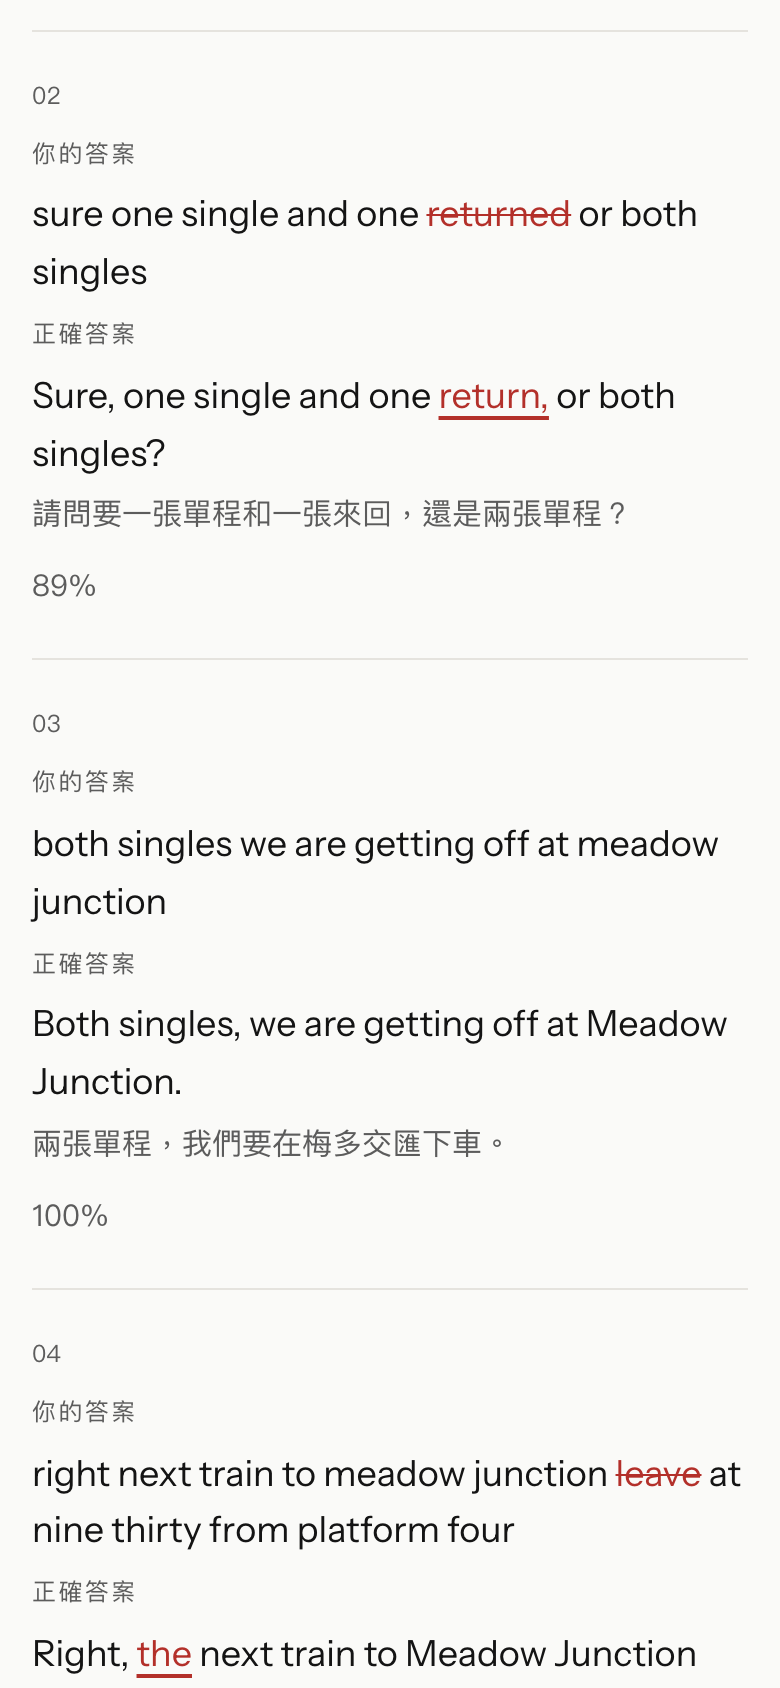 02
你的答案
sure one single and one returned or both
singles
正確答案
Sure, one single and one return, or both
singles?
請問要一張單程和一張來回，還是兩張單程？
89%
03
你的答案
both singles we are getting off at meadow
junction
正確答案
Both singles, we are getting off at Meadow
Junction.
兩張單程，我們要在梅多交匯下車。
100%
04
你的答案
right next train to meadow junction leave at
nine thirty from platform four
正確答案
Right, the next train to Meadow Junction